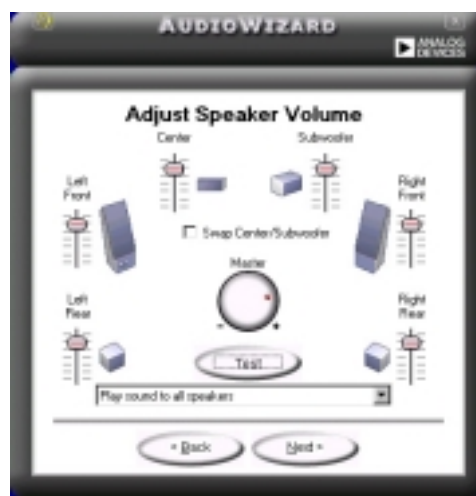 AUDIOWIZARD
ANALOG
DEVICES
Adjust Speaker Volume
Center
Subwoofer
Left
Front
Right
Front
Swap Center/Subwoofer
Master
Left
Rear
Right
Rear
- +
Test
Play sound to all speakers
< Back
Next >